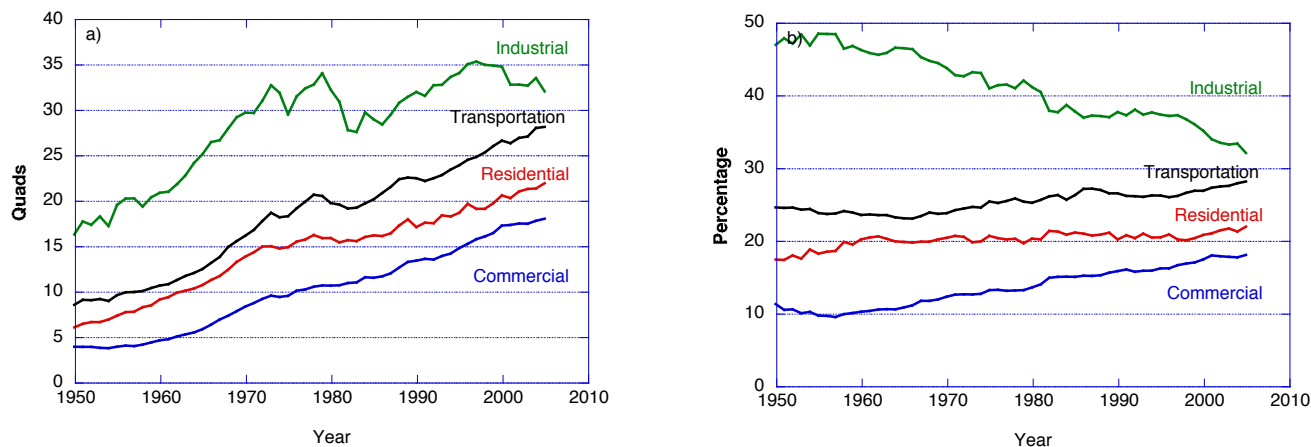 a)
Quads
40
35
30
25
20
15
10
5
0
Industrial
Transportation
Residential
Commercial
1950 1960 1970 1980 1990 2000 2010
Year
b)
Percentage
50
40
30
20
10
0
Industrial
Transportation
Residential
Commercial
1950 1960 1970 1980 1990 2000 2010
Year